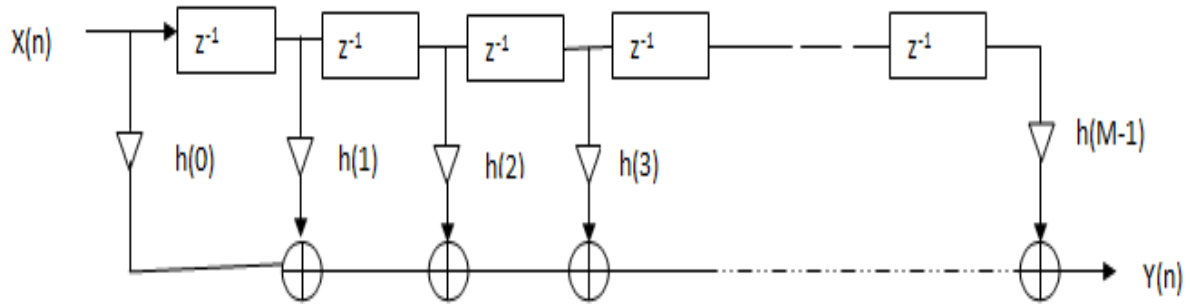 X(n)
z⁻¹
z⁻¹
z⁻¹
z⁻¹
z⁻¹
h(0)
h(1)
h(2)
h(3)
h(M-1)
Y(n)